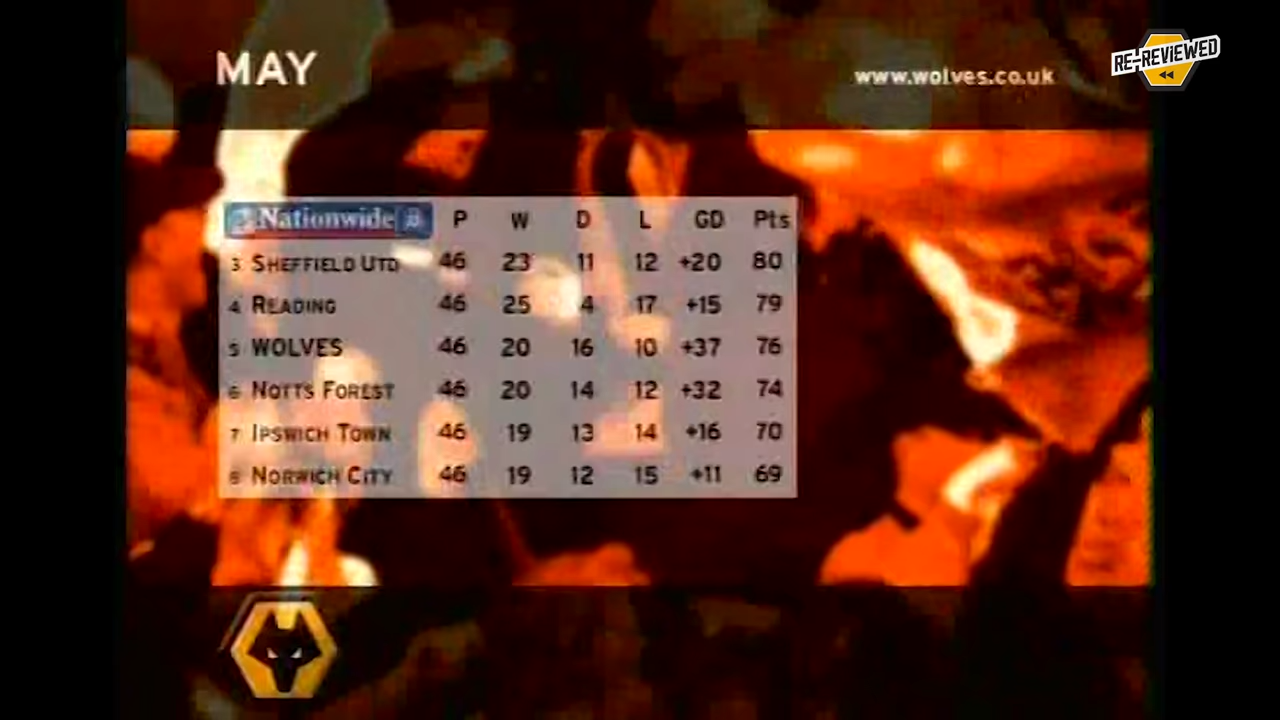 MAY
www.wolves.co.uk
RE-REVIEWED
Nationwide P W D L GD Pts
3 SHEFFIELD UTD 46 23 11 12 +20 80
4 READING 46 25 4 17 +15 79
5 WOLVES 46 20 16 10 +37 76
6 NOTTS FOREST 46 20 14 12 +32 74
7 IPSWICH TOWN 46 19 13 14 +16 70
8 NORWICH CITY 46 19 12 15 +11 69